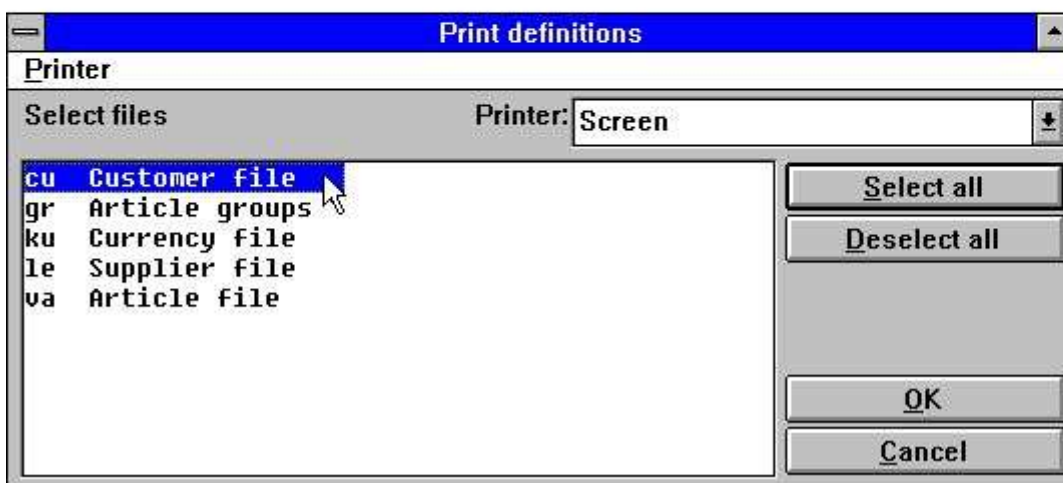 Print definitions
Printer
Select files
Printer: Screen
cu Customer file
gr Article groups
ku Currency file
le Supplier file
va Article file
Select all
Deselect all
OK
Cancel